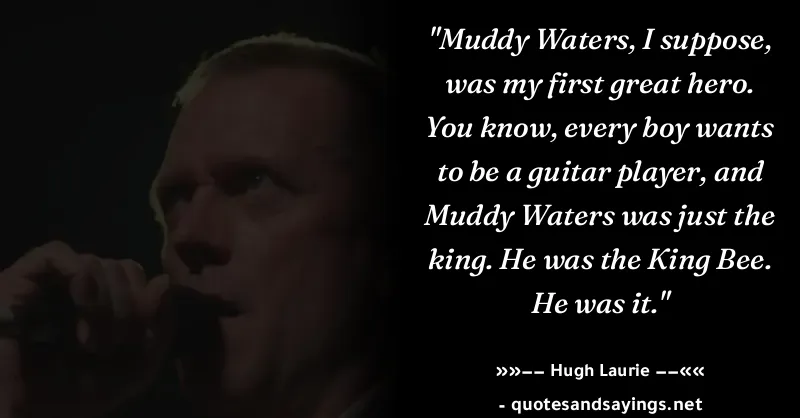 "Muddy Waters, I suppose,
was my first great hero.
You know, every boy wants
to be a guitar player, and
Muddy Waters was just the
king. He was the King Bee.
He was it."
»»−− Hugh Laurie −−««
- quotesandsayings.net